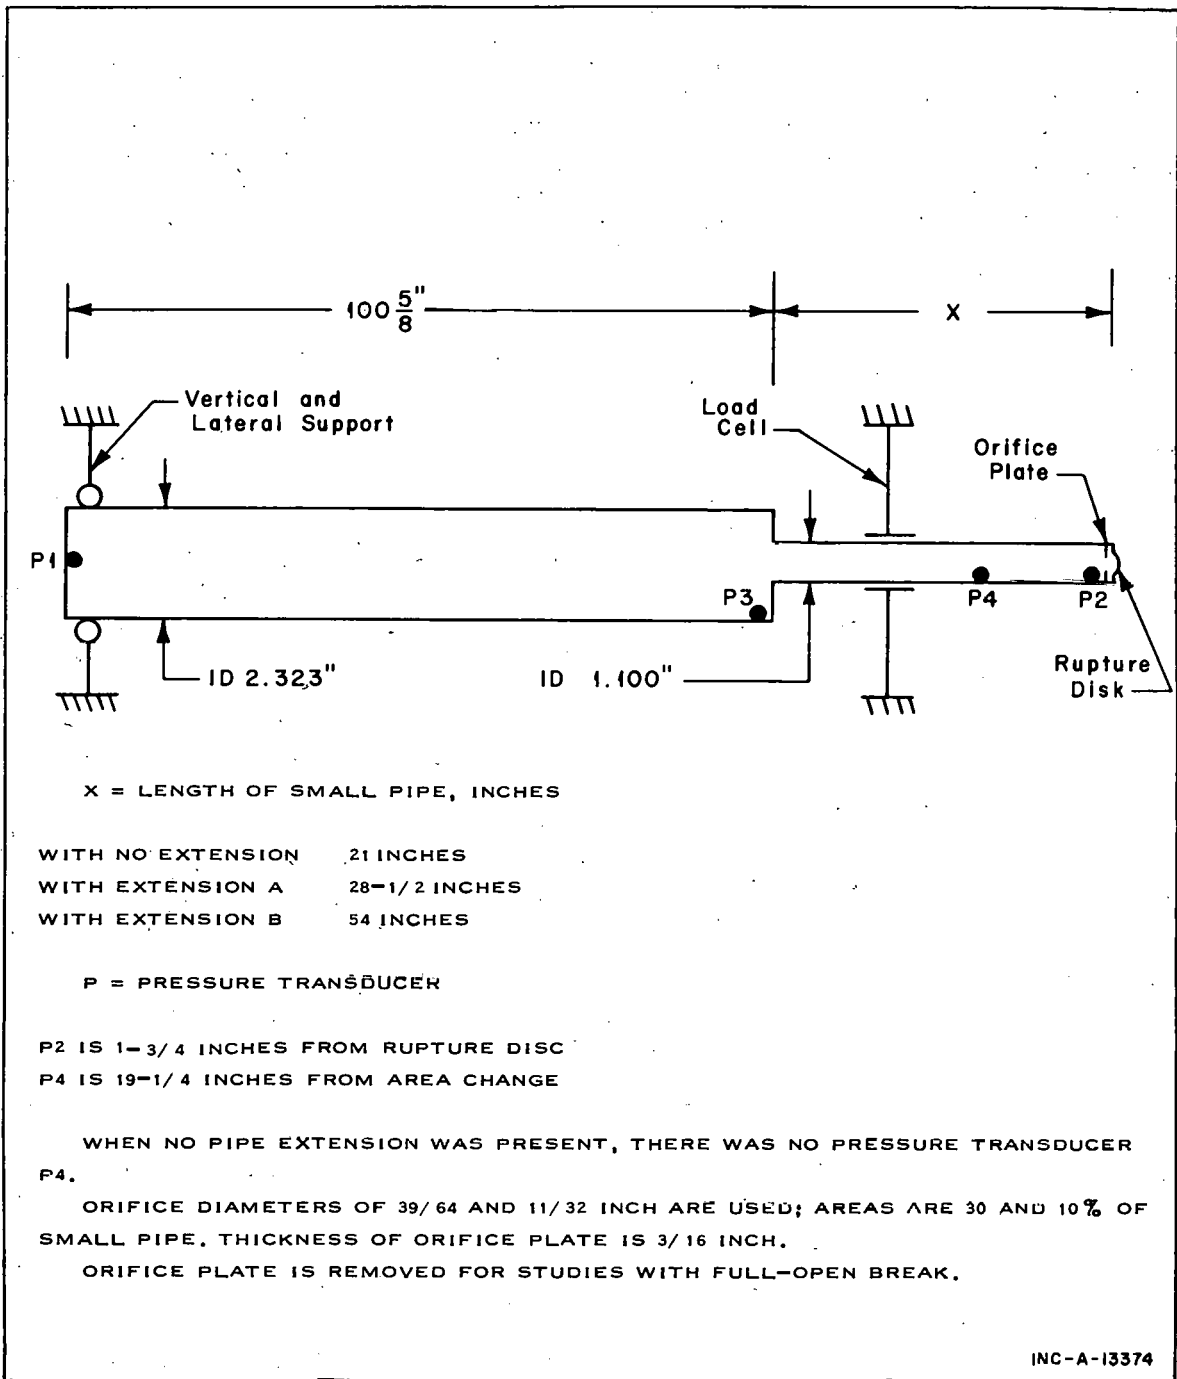 100 5/8"
X
Vertical and
Lateral Support
Load
Cell
Orifice
Plate
P1
P3
P4
P2
ID 2.323"
ID 1.100"
Rupture
Disk
X = LENGTH OF SMALL PIPE, INCHES
WITH NO EXTENSION 21 INCHES
WITH EXTENSION A 28-1/2 INCHES
WITH EXTENSION B 54 INCHES
P = PRESSURE TRANSDUCER
P2 IS 1-3/4 INCHES FROM RUPTURE DISC
P4 IS 19-1/4 INCHES FROM AREA CHANGE
WHEN NO PIPE EXTENSION WAS PRESENT, THERE WAS NO PRESSURE TRANSDUCER
P4.
ORIFICE DIAMETERS OF 39/64 AND 11/32 INCH ARE USED; AREAS ARE 30 AND 10% OF
SMALL PIPE. THICKNESS OF ORIFICE PLATE IS 3/16 INCH.
ORIFICE PLATE IS REMOVED FOR STUDIES WITH FULL-OPEN BREAK.
INC-A-13374